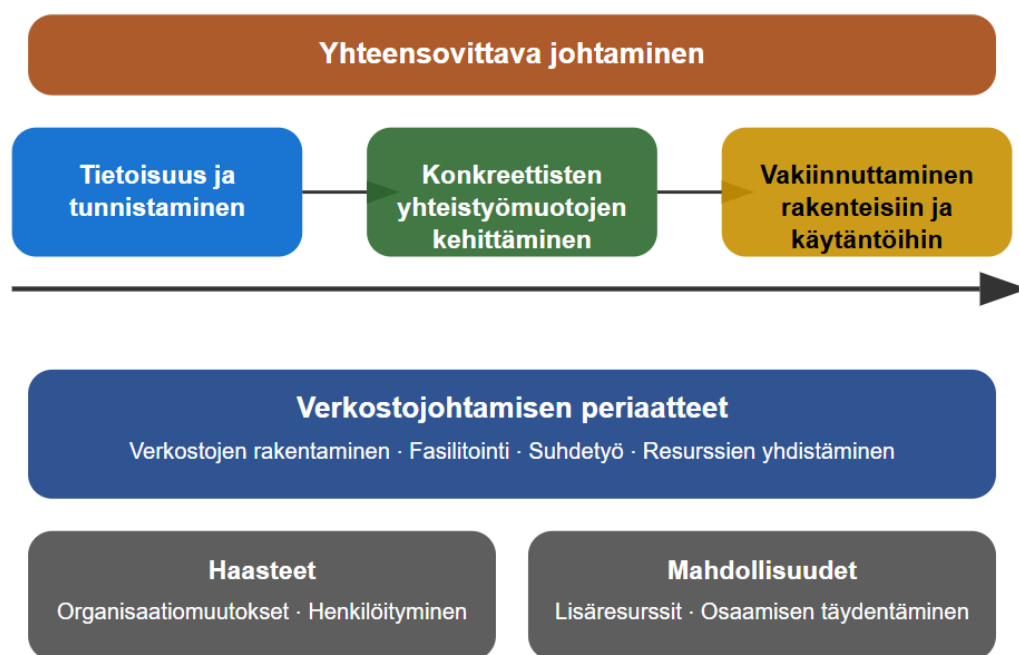 Yhteensovittava johtaminen
Tietoisuus ja
tunnistaminen
Konkreettisten
yhteistyömuotojen
kehittäminen
Vakiinnuttaminen
rakenteisiin ja
käytäntöihin
Verkostojohtamisen periaatteet
Verkostojen rakentaminen · Fasilitointi · Suhdetyö · Resurssien yhdistäminen
Haasteet
Organisaatiomuutokset · Henkilöityminen
Mahdollisuudet
Lisäresurssit · Osaamisen täydentäminen